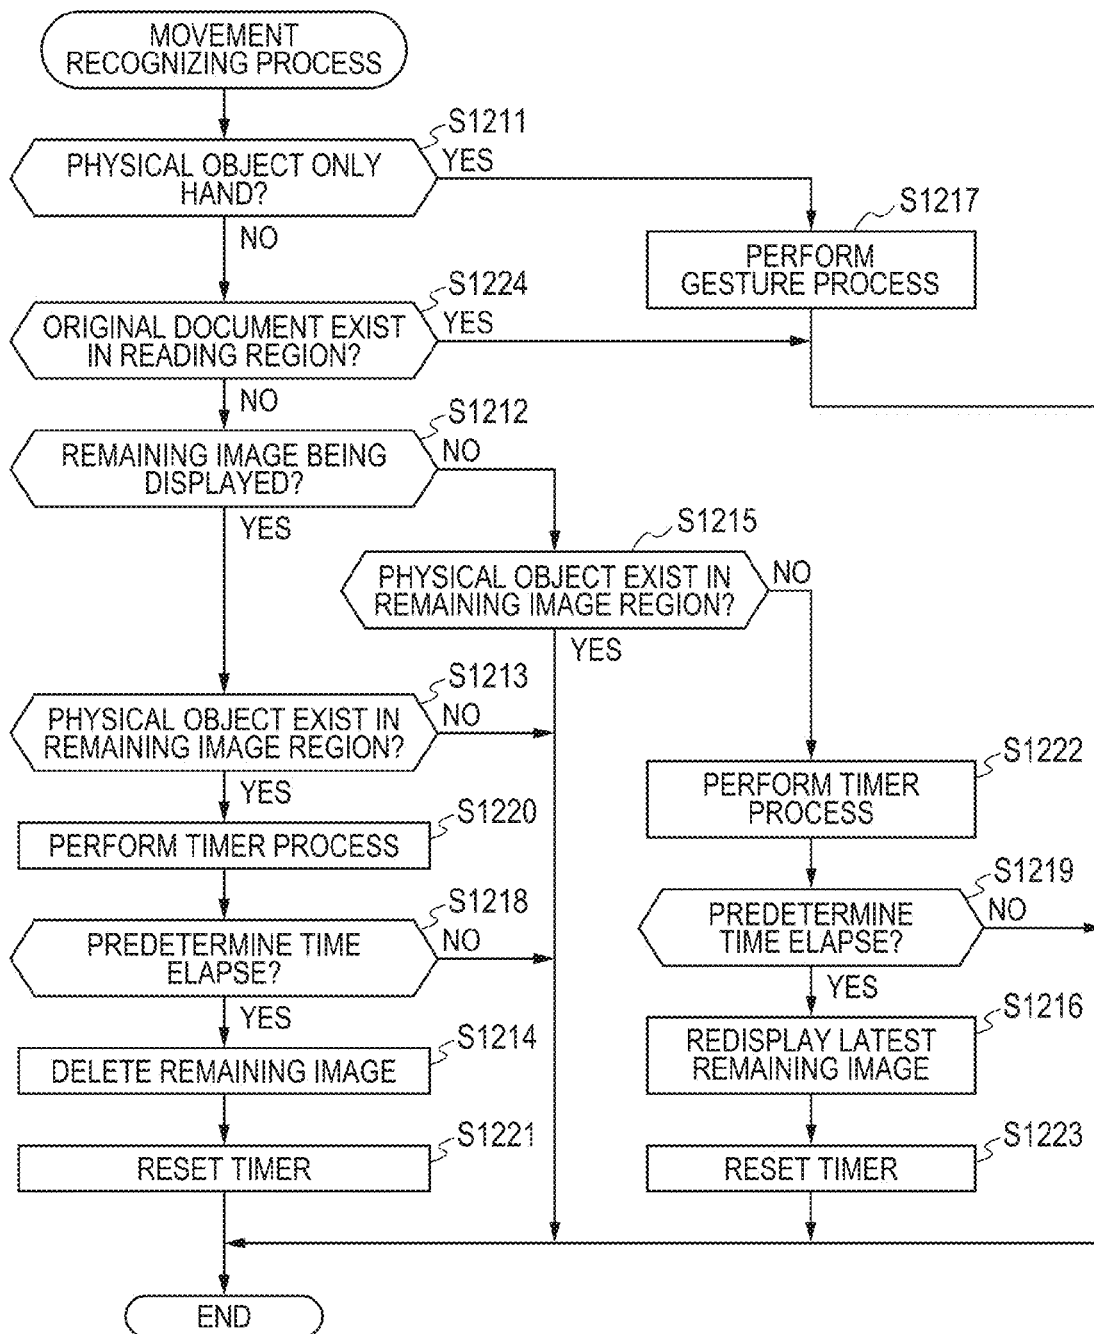 MOVEMENT
RECOGNIZING PROCESS
S1211
PHYSICAL OBJECT ONLY
HAND?
YES
NO
S1217
PERFORM
GESTURE PROCESS
S1224
ORIGINAL DOCUMENT EXIST
IN READING REGION?
YES
NO
S1212
REMAINING IMAGE BEING
DISPLAYED?
NO
YES
S1215
PHYSICAL OBJECT EXIST IN
REMAINING IMAGE REGION?
NO
YES
S1213
PHYSICAL OBJECT EXIST IN
REMAINING IMAGE REGION?
NO
YES
S1222
PERFORM TIMER
PROCESS
S1220
PERFORM TIMER PROCESS
S1219
PREDETERMINE
TIME ELAPSE?
NO
YES
S1218
PREDETERMINE TIME
ELAPSE?
NO
YES
S1216
REDISPLAY LATEST
REMAINING IMAGE
S1214
DELETE REMAINING IMAGE
S1221
RESET TIMER
S1223
RESET TIMER
END